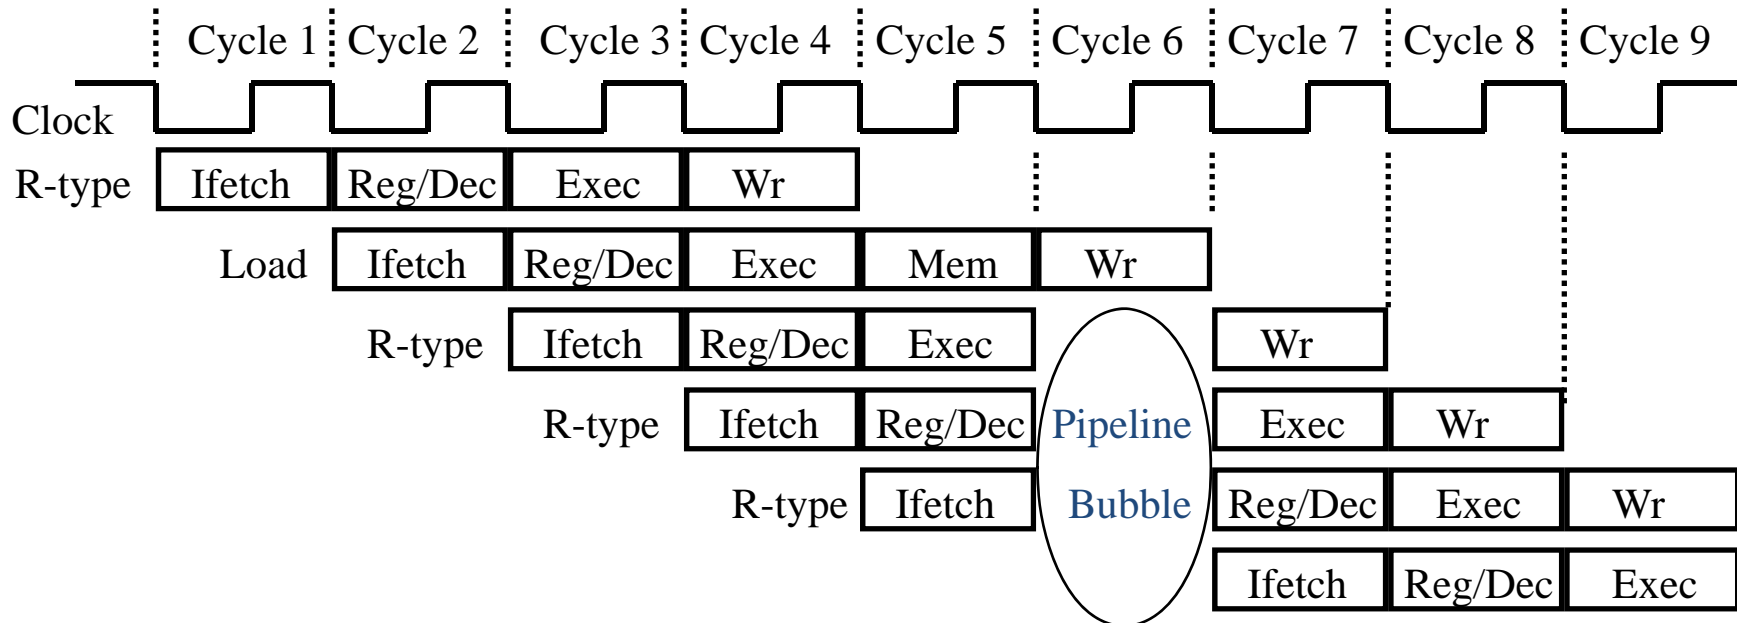 Cycle 1 Cycle 2 Cycle 3 Cycle 4 Cycle 5 Cycle 6 Cycle 7 Cycle 8 Cycle 9
Clock
R-type Ifetch Reg/Dec Exec Wr
Load Ifetch Reg/Dec Exec Mem Wr
R-type Ifetch Reg/Dec Exec Wr
R-type Ifetch Reg/Dec Pipeline Exec Wr
R-type Ifetch Bubble Reg/Dec Exec Wr
Ifetch Reg/Dec Exec